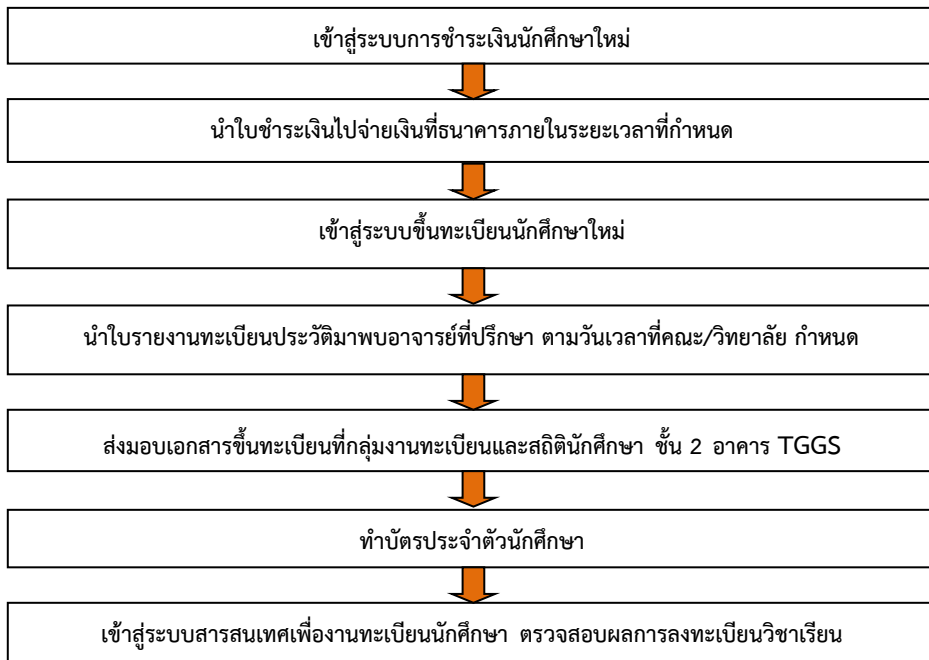 เข้าสู่ระบบการชำระเงินนักศึกษาใหม่
นำใบชำระเงินไปจ่ายเงินที่ธนาคารภายในระยะเวลาที่กำหนด
เข้าสู่ระบบขึ้นทะเบียนนักศึกษาใหม่
นำใบรายงานทะเบียนประวัติมาพบอาจารย์ที่ปรึกษา ตามวันเวลาที่คณะ/วิทยาลัย กำหนด
ส่งมอบเอกสารขึ้นทะเบียนที่กลุ่มงานทะเบียนและสถิตินักศึกษา ชั้น 2 อาคาร TGGS
ทำบัตรประจำตัวนักศึกษา
เข้าสู่ระบบสารสนเทศเพื่องานทะเบียนนักศึกษา ตรวจสอบผลการลงทะเบียนวิชาเรียน